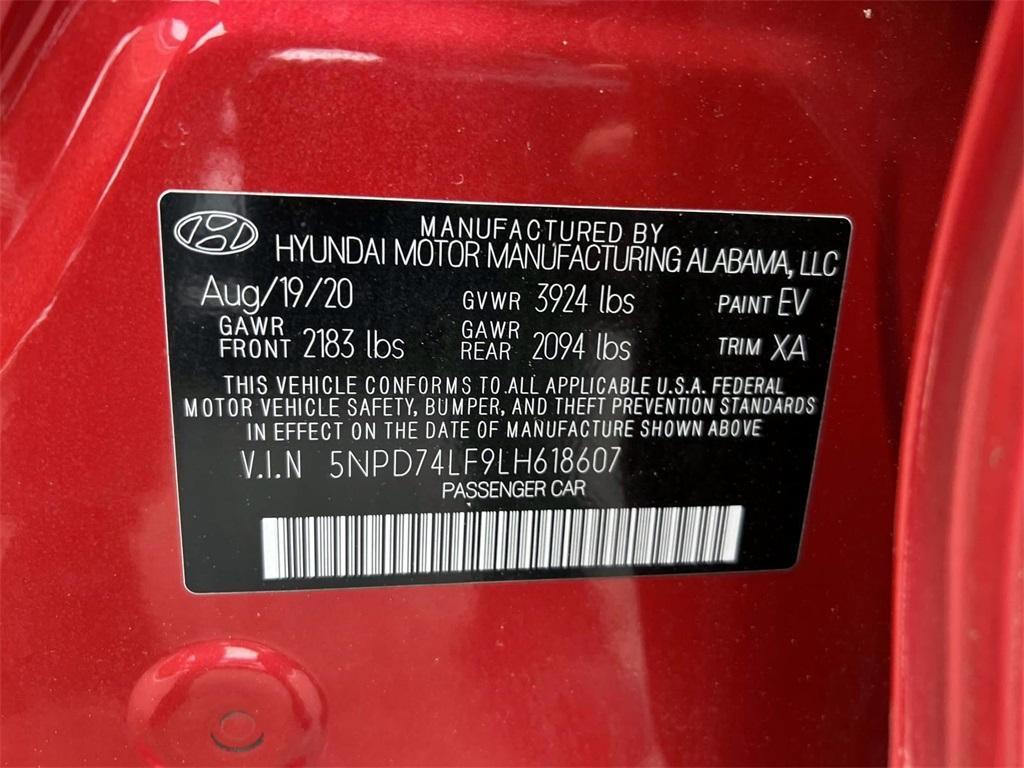 MANUFACTURED BY
HYUNDAI MOTOR MANUFACTURING ALABAMA, LLC
Aug/19/20 GVWR 3924 lbs PAINT EV
GAWR FRONT 2183 lbs GAWR REAR 2094 lbs TRIM XA
THIS VEHICLE CONFORMS TO ALL APPLICABLE U.S.A. FEDERAL
MOTOR VEHICLE SAFETY, BUMPER, AND THEFT PREVENTION STANDARDS
IN EFFECT ON THE DATE OF MANUFACTURE SHOWN ABOVE
V.I.N 5NPD74LF9LH618607
PASSENGER CAR